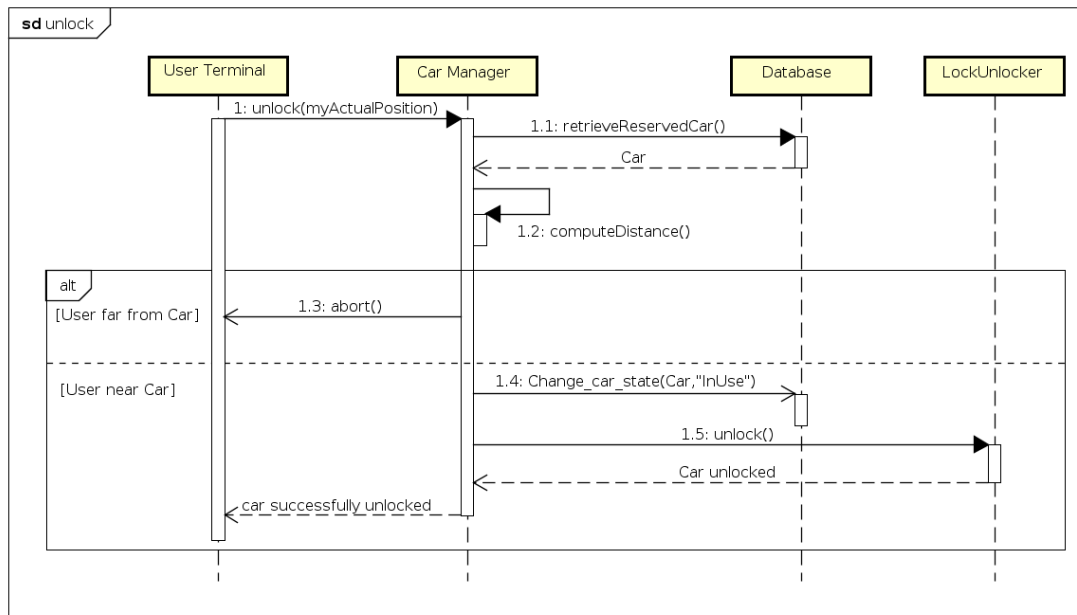 sd unlock
User Terminal
Car Manager
Database
LockUnlocker
1: unlock(myActualPosition)
1.1: retrieveReservedCar()
Car
1.2: computeDistance()
alt
1.3: abort()
[User far from Car]
1.4: Change_car_state(Car,"InUse")
[User near Car]
1.5: unlock()
Car unlocked
car successfully unlocked